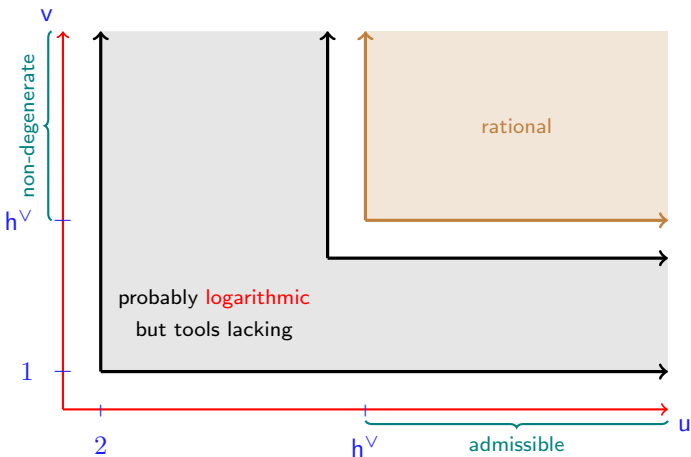 v
non-degenerate
rational
h∨
probably logarithmic
but tools lacking
1
u
2
h∨
admissible